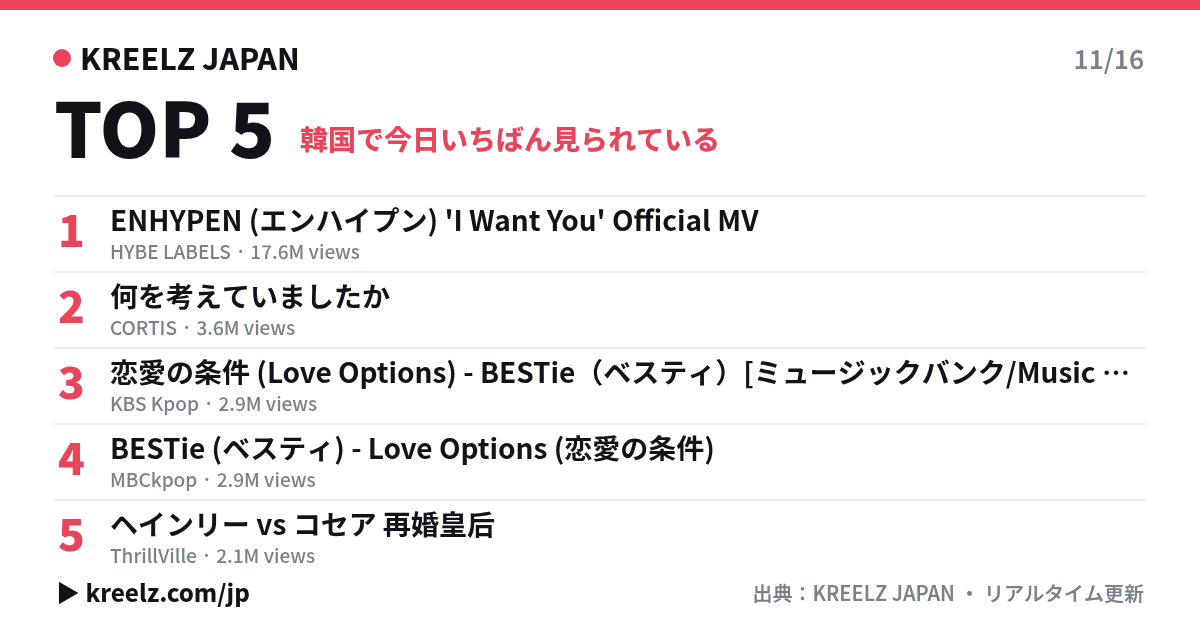 KREELZ JAPAN
11/16
TOP 5 韓国で今日いちばん見られている
1 ENHYPEN (エンハイプン) 'I Want You' Official MV
HYBE LABELS · 17.6M views
2 何を考えていましたか
CORTIS · 3.6M views
3 恋愛の条件 (Love Options) - BESTie（ベスティ）[ミュージックバンク/Music …
KBS Kpop · 2.9M views
4 BESTie (ベスティ) - Love Options (恋愛の条件)
MBCkpop · 2.9M views
5 ヘインリー vs コセア 再婚皇后
ThrillVille · 2.1M views
▶ kreelz.com/jp
出典：KREELZ JAPAN ・ リアルタイム更新